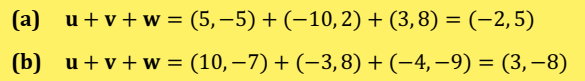 (a) u + v + w = (5, −5) + (−10, 2) + (3, 8) = (−2, 5)
(b) u + v + w = (10, −7) + (−3, 8) + (−4, −9) = (3, −8)